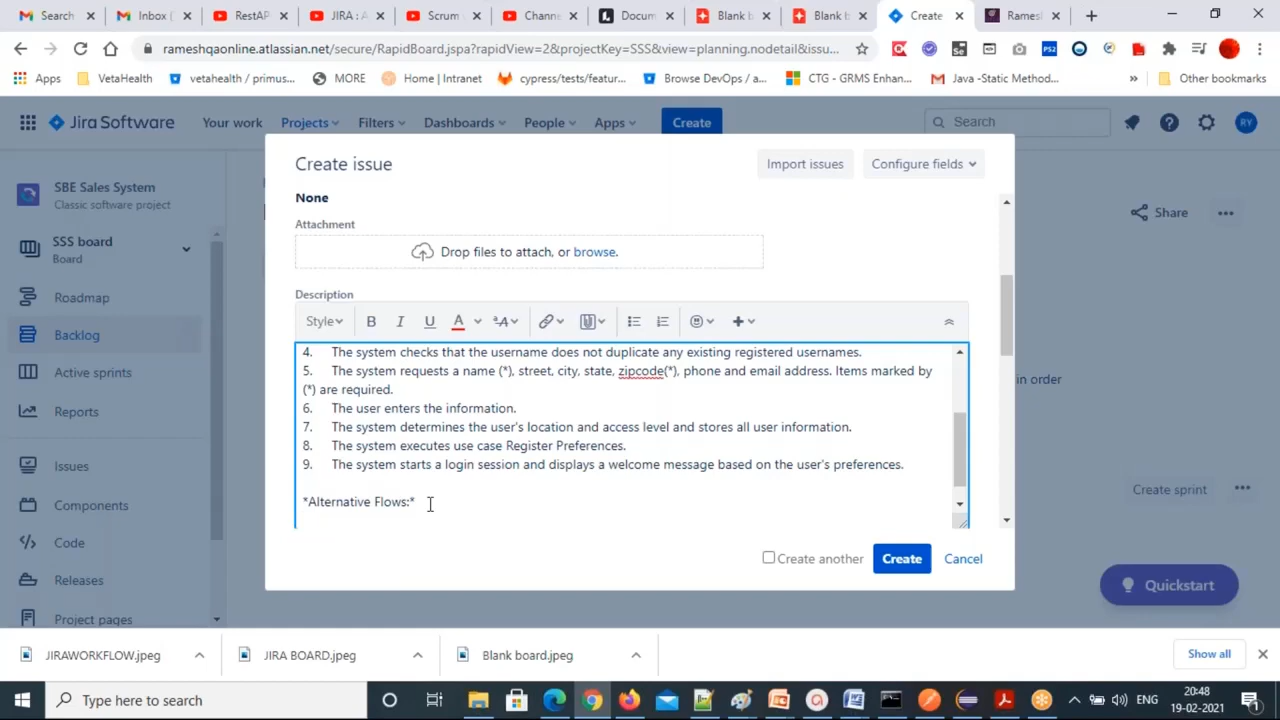 Search
Inbox (
RestAP
JIRA : A
Scrum
Channe
Docum
Blank b
Blank b
Create
Ramesh
rameshqaonline.atlassian.net/secure/RapidBoard.jspa?rapidView=2&projectKey=SSS&view=planning.nodetail&issu...
Apps
VetaHealth
vetahealth / primus...
MORE
Home | Intranet
cypress/tests/featur...
Browse DevOps / a...
CTG - GRMS Enhan...
Java -Static Method...
»
Other bookmarks
Jira Software
Your work
Projects
Filters
Dashboards
People
Apps
Create
Search
RY
SBE Sales System
Classic software project
SSS board
Board
Roadmap
Backlog
Active sprints
Reports
Issues
Components
Code
Releases
Project pages
Share
in order
Create sprint
Quickstart
Create issue
Import issues
Configure fields
None
Attachment
Drop files to attach, or browse.
Description
Style
B
I
U
A
4. The system checks that the username does not duplicate any existing registered usernames.
5. The system requests a name (*), street, city, state, zipcode(*), phone and email address. Items marked by
(*) are required.
6. The user enters the information.
7. The system determines the user's location and access level and stores all user information.
8. The system executes use case Register Preferences.
9. The system starts a login session and displays a welcome message based on the user's preferences.
*Alternative Flows:*
Create another
Create
Cancel
JIRAWORKFLOW.jpeg
JIRA BOARD.jpeg
Blank board.jpeg
Show all
Type here to search
ENG
20:48
19-02-2021